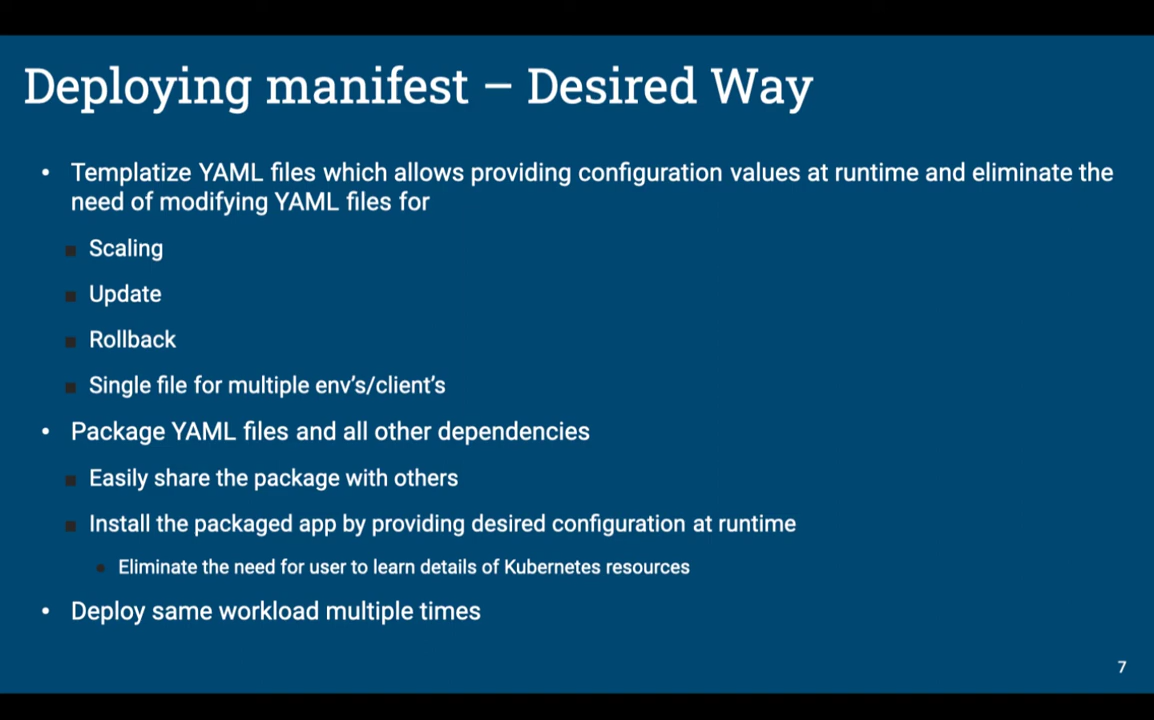 Deploying manifest – Desired Way
• Templatize YAML files which allows providing configuration values at runtime and eliminate the
need of modifying YAML files for
▪ Scaling
▪ Update
▪ Rollback
▪ Single file for multiple env’s/client’s
• Package YAML files and all other dependencies
▪ Easily share the package with others
▪ Install the packaged app by providing desired configuration at runtime
• Eliminate the need for user to learn details of Kubernetes resources
• Deploy same workload multiple times
7